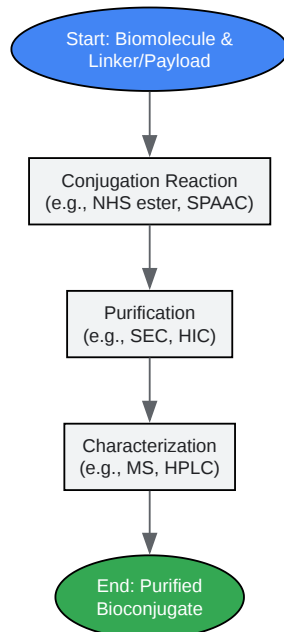 Start: Biomolecule &
Linker/Payload
Conjugation Reaction
(e.g., NHS ester, SPAAC)
Purification
(e.g., SEC, HIC)
Characterization
(e.g., MS, HPLC)
End: Purified
Bioconjugate